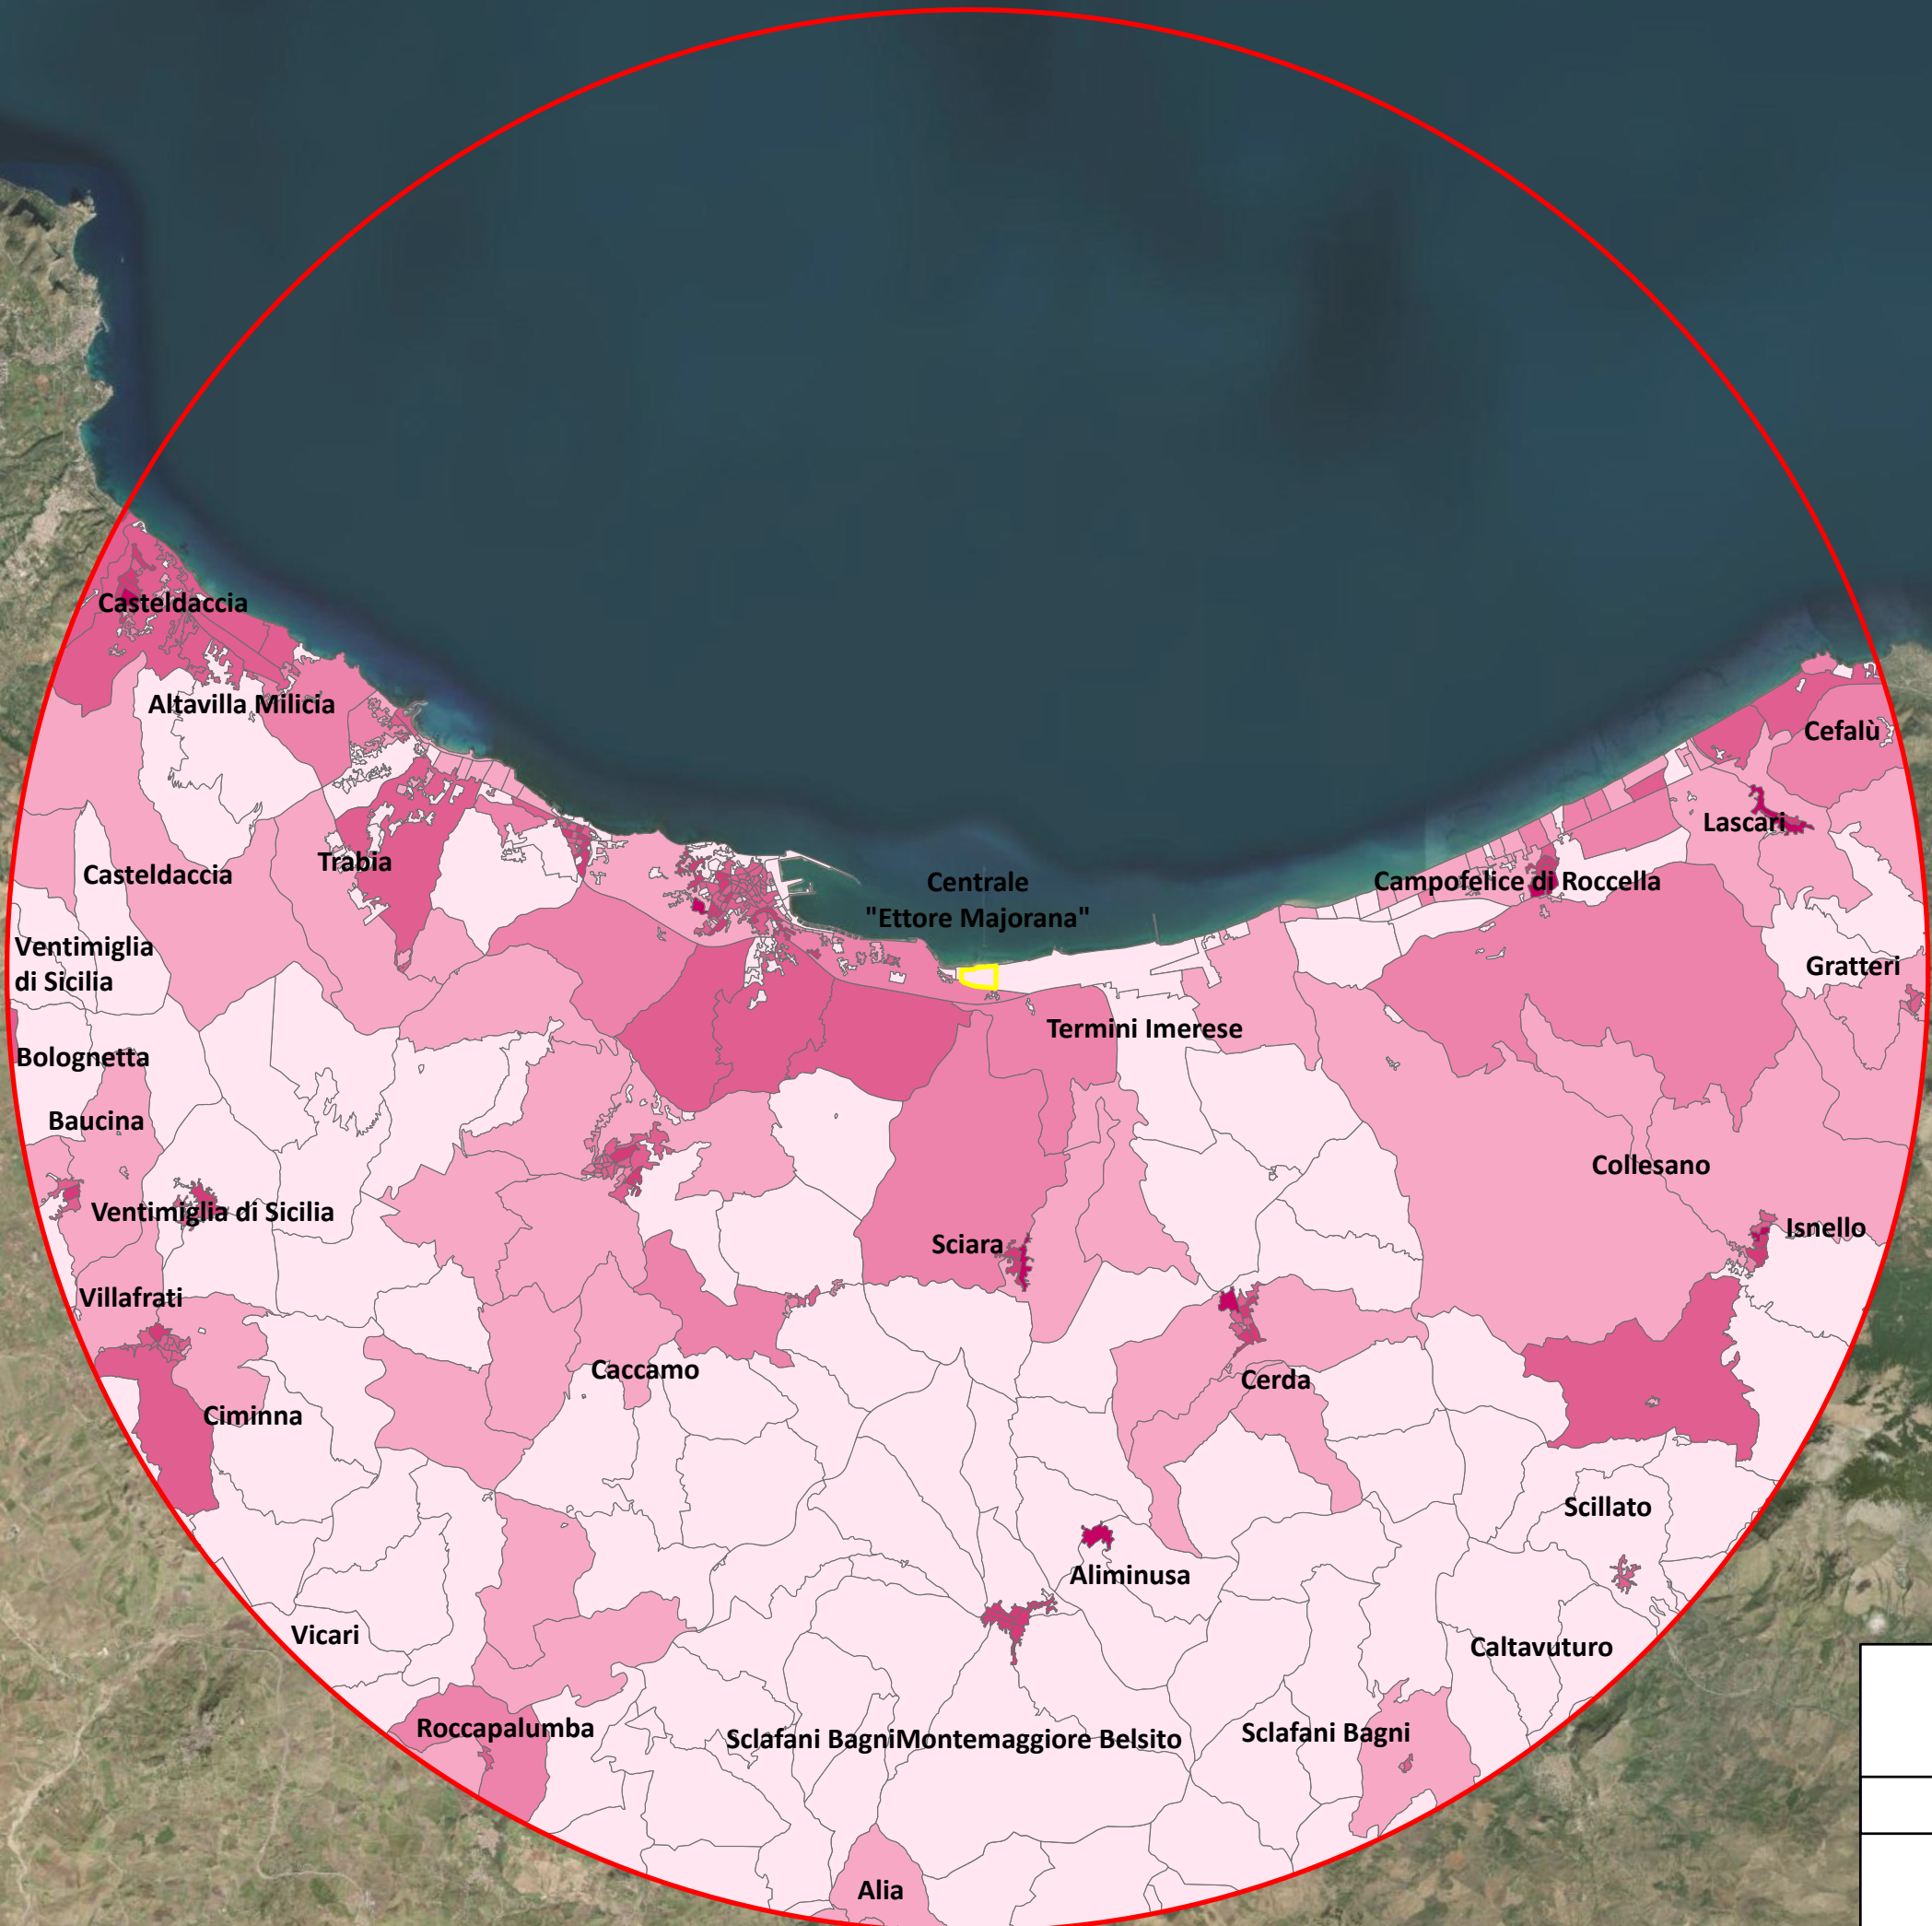 Casteldaccia
Altavilla Milicia
Cefalù
Lascari
Trabia
Casteldaccia
Centrale
"Ettore Majorana"
Campofelice di Roccella
Ventimiglia
di Sicilia
Gratteri
Termini Imerese
Bolognetta
Baucina
Collesano
Ventimiglia di Sicilia
Isnello
Sciara
Villafrati
Caccamo
Cerda
Ciminna
Scillato
Aliminusa
Vicari
Caltavuturo
Roccapalumba
Sclafani Bagni
Montemaggiore Belsito
Sclafani Bagni
Alia